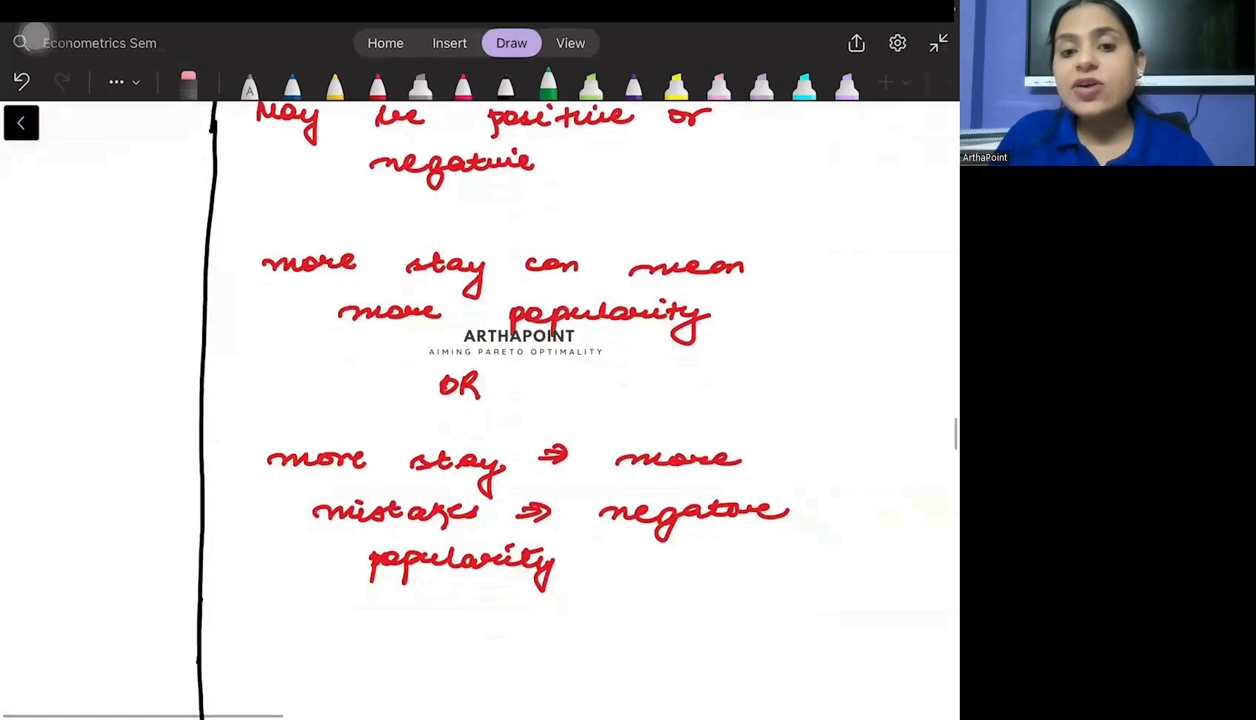 Econometrics Sem
Home Insert Draw View
A
May be positive or
negative
more stay can mean
more popularity
ARTHAPOINT
AIMING PARETO OPTIMALITY
OR
more stay ⇒ more
mistakes ⇒ negative
popularity
ArthaPoint